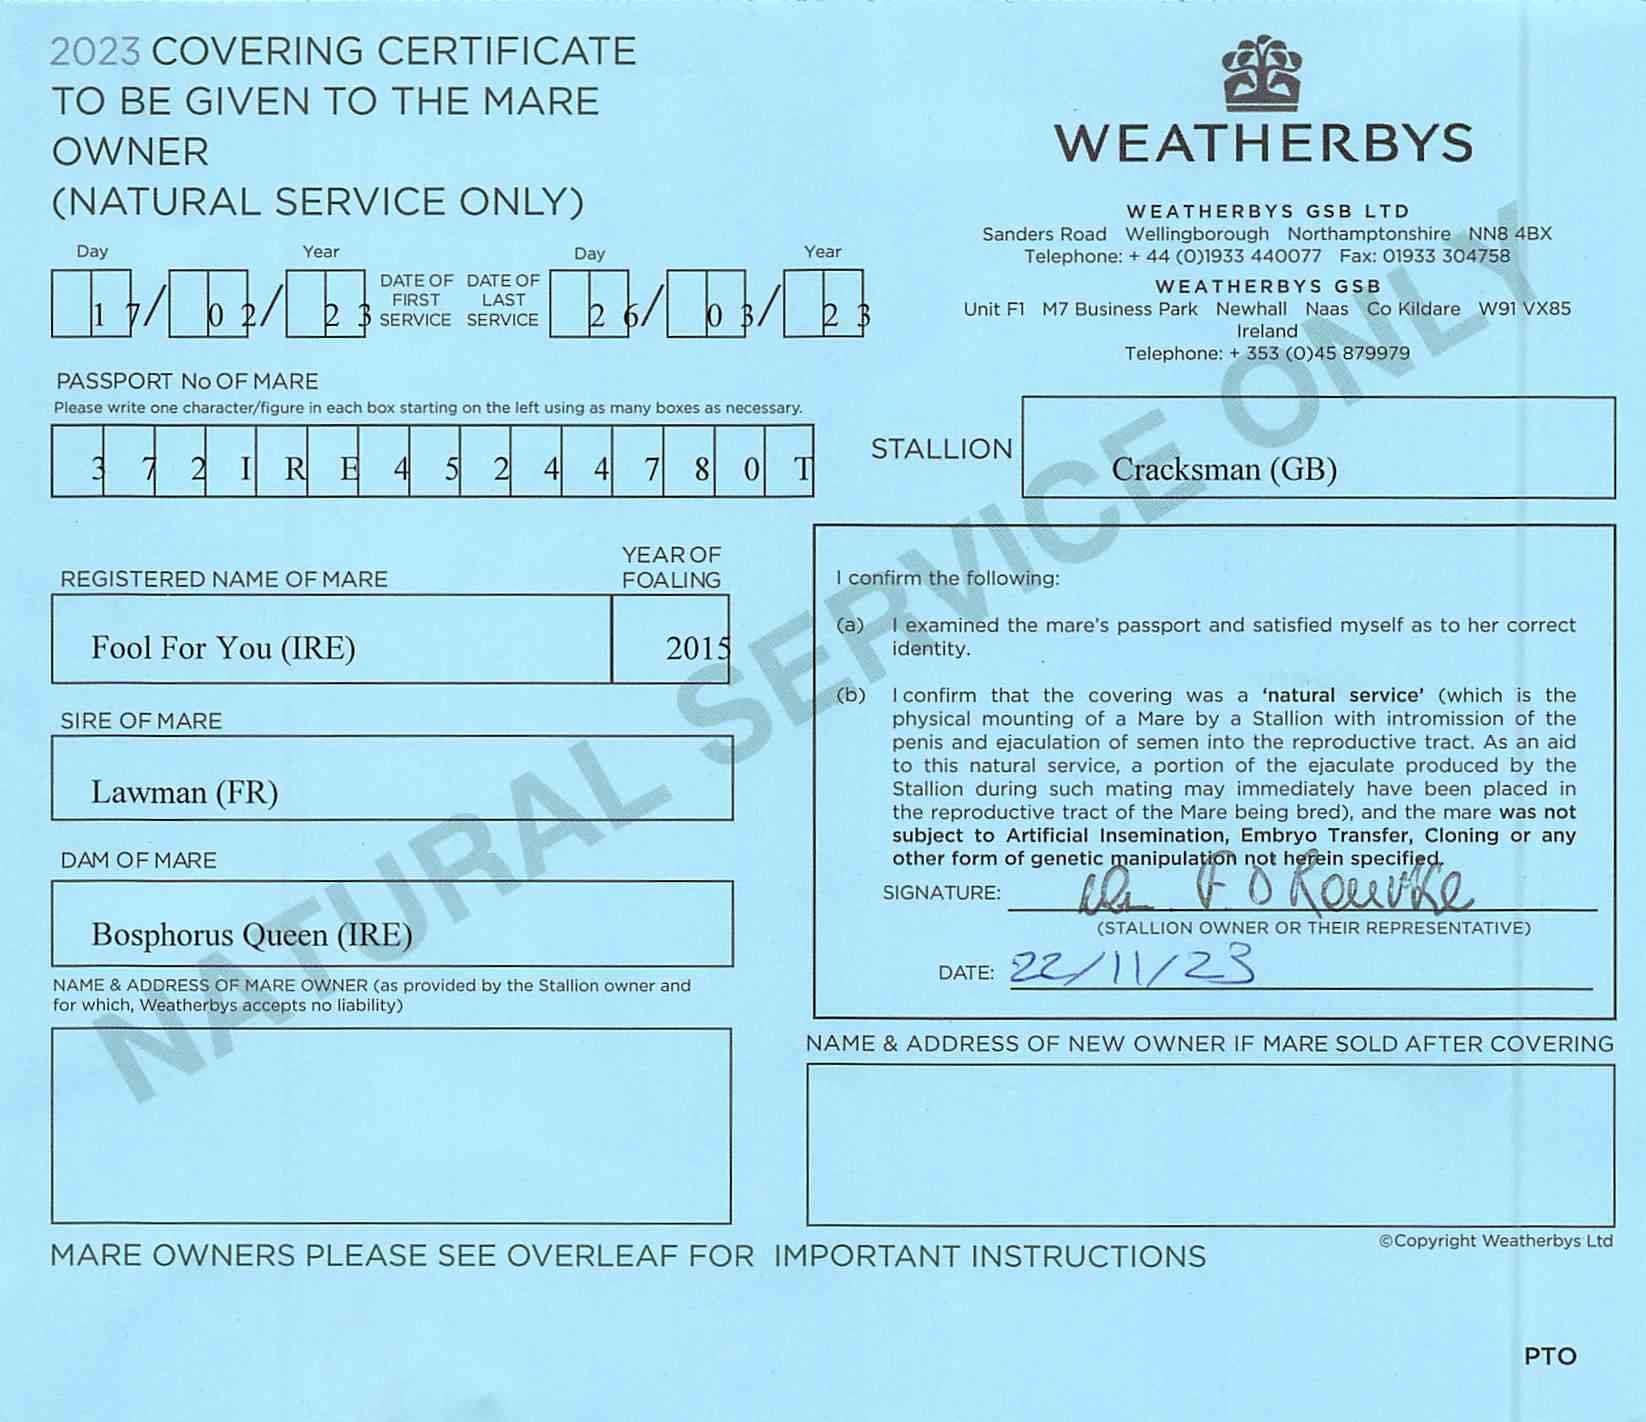 2023 COVERING CERTIFICATE
TO BE GIVEN TO THE MARE
OWNER
(NATURAL SERVICE ONLY)
WEATHERBYS
WEATHERBYS GSB LTD
Sanders Road Wellingborough Northamptonshire NN8 4BX
Telephone: + 44 (0)1933 440077 Fax: 01933 304758
WEATHERBYS GSB
Unit F1 M7 Business Park Newhall Naas Co Kildare W91 VX85
Ireland
Telephone: + 353 (0)45 879979
Day Year
17/02/23
DATE OF
FIRST
SERVICE
DATE OF
LAST
SERVICE
Day Year
26/03/23
PASSPORT No OF MARE
Please write one character/figure in each box starting on the left using as many boxes as necessary.
3 7 2 I R E 4 5 2 4 4 7 8 0 T
STALLION
Cracksman (GB)
REGISTERED NAME OF MARE
YEAR OF
FOALING
Fool For You (IRE)
2015
SIRE OF MARE
Lawman (FR)
DAM OF MARE
Bosphorus Queen (IRE)
NAME & ADDRESS OF MARE OWNER (as provided by the Stallion owner and
for which, Weatherbys accepts no liability)
I confirm the following:
(a) I examined the mare's passport and satisfied myself as to her correct
identity.
(b) I confirm that the covering was a 'natural service' (which is the
physical mounting of a Mare by a Stallion with intromission of the
penis and ejaculation of semen into the reproductive tract. As an aid
to this natural service, a portion of the ejaculate produced by the
Stallion during such mating may immediately have been placed in
the reproductive tract of the Mare being bred), and the mare was not
subject to Artificial Insemination, Embryo Transfer, Cloning or any
other form of genetic manipulation not herein specified.
SIGNATURE: F. O Rourke
(STALLION OWNER OR THEIR REPRESENTATIVE)
DATE: 22/11/23
NAME & ADDRESS OF NEW OWNER IF MARE SOLD AFTER COVERING
©Copyright Weatherbys Ltd
MARE OWNERS PLEASE SEE OVERLEAF FOR IMPORTANT INSTRUCTIONS
PTO
NATURAL SERVICE ONLY